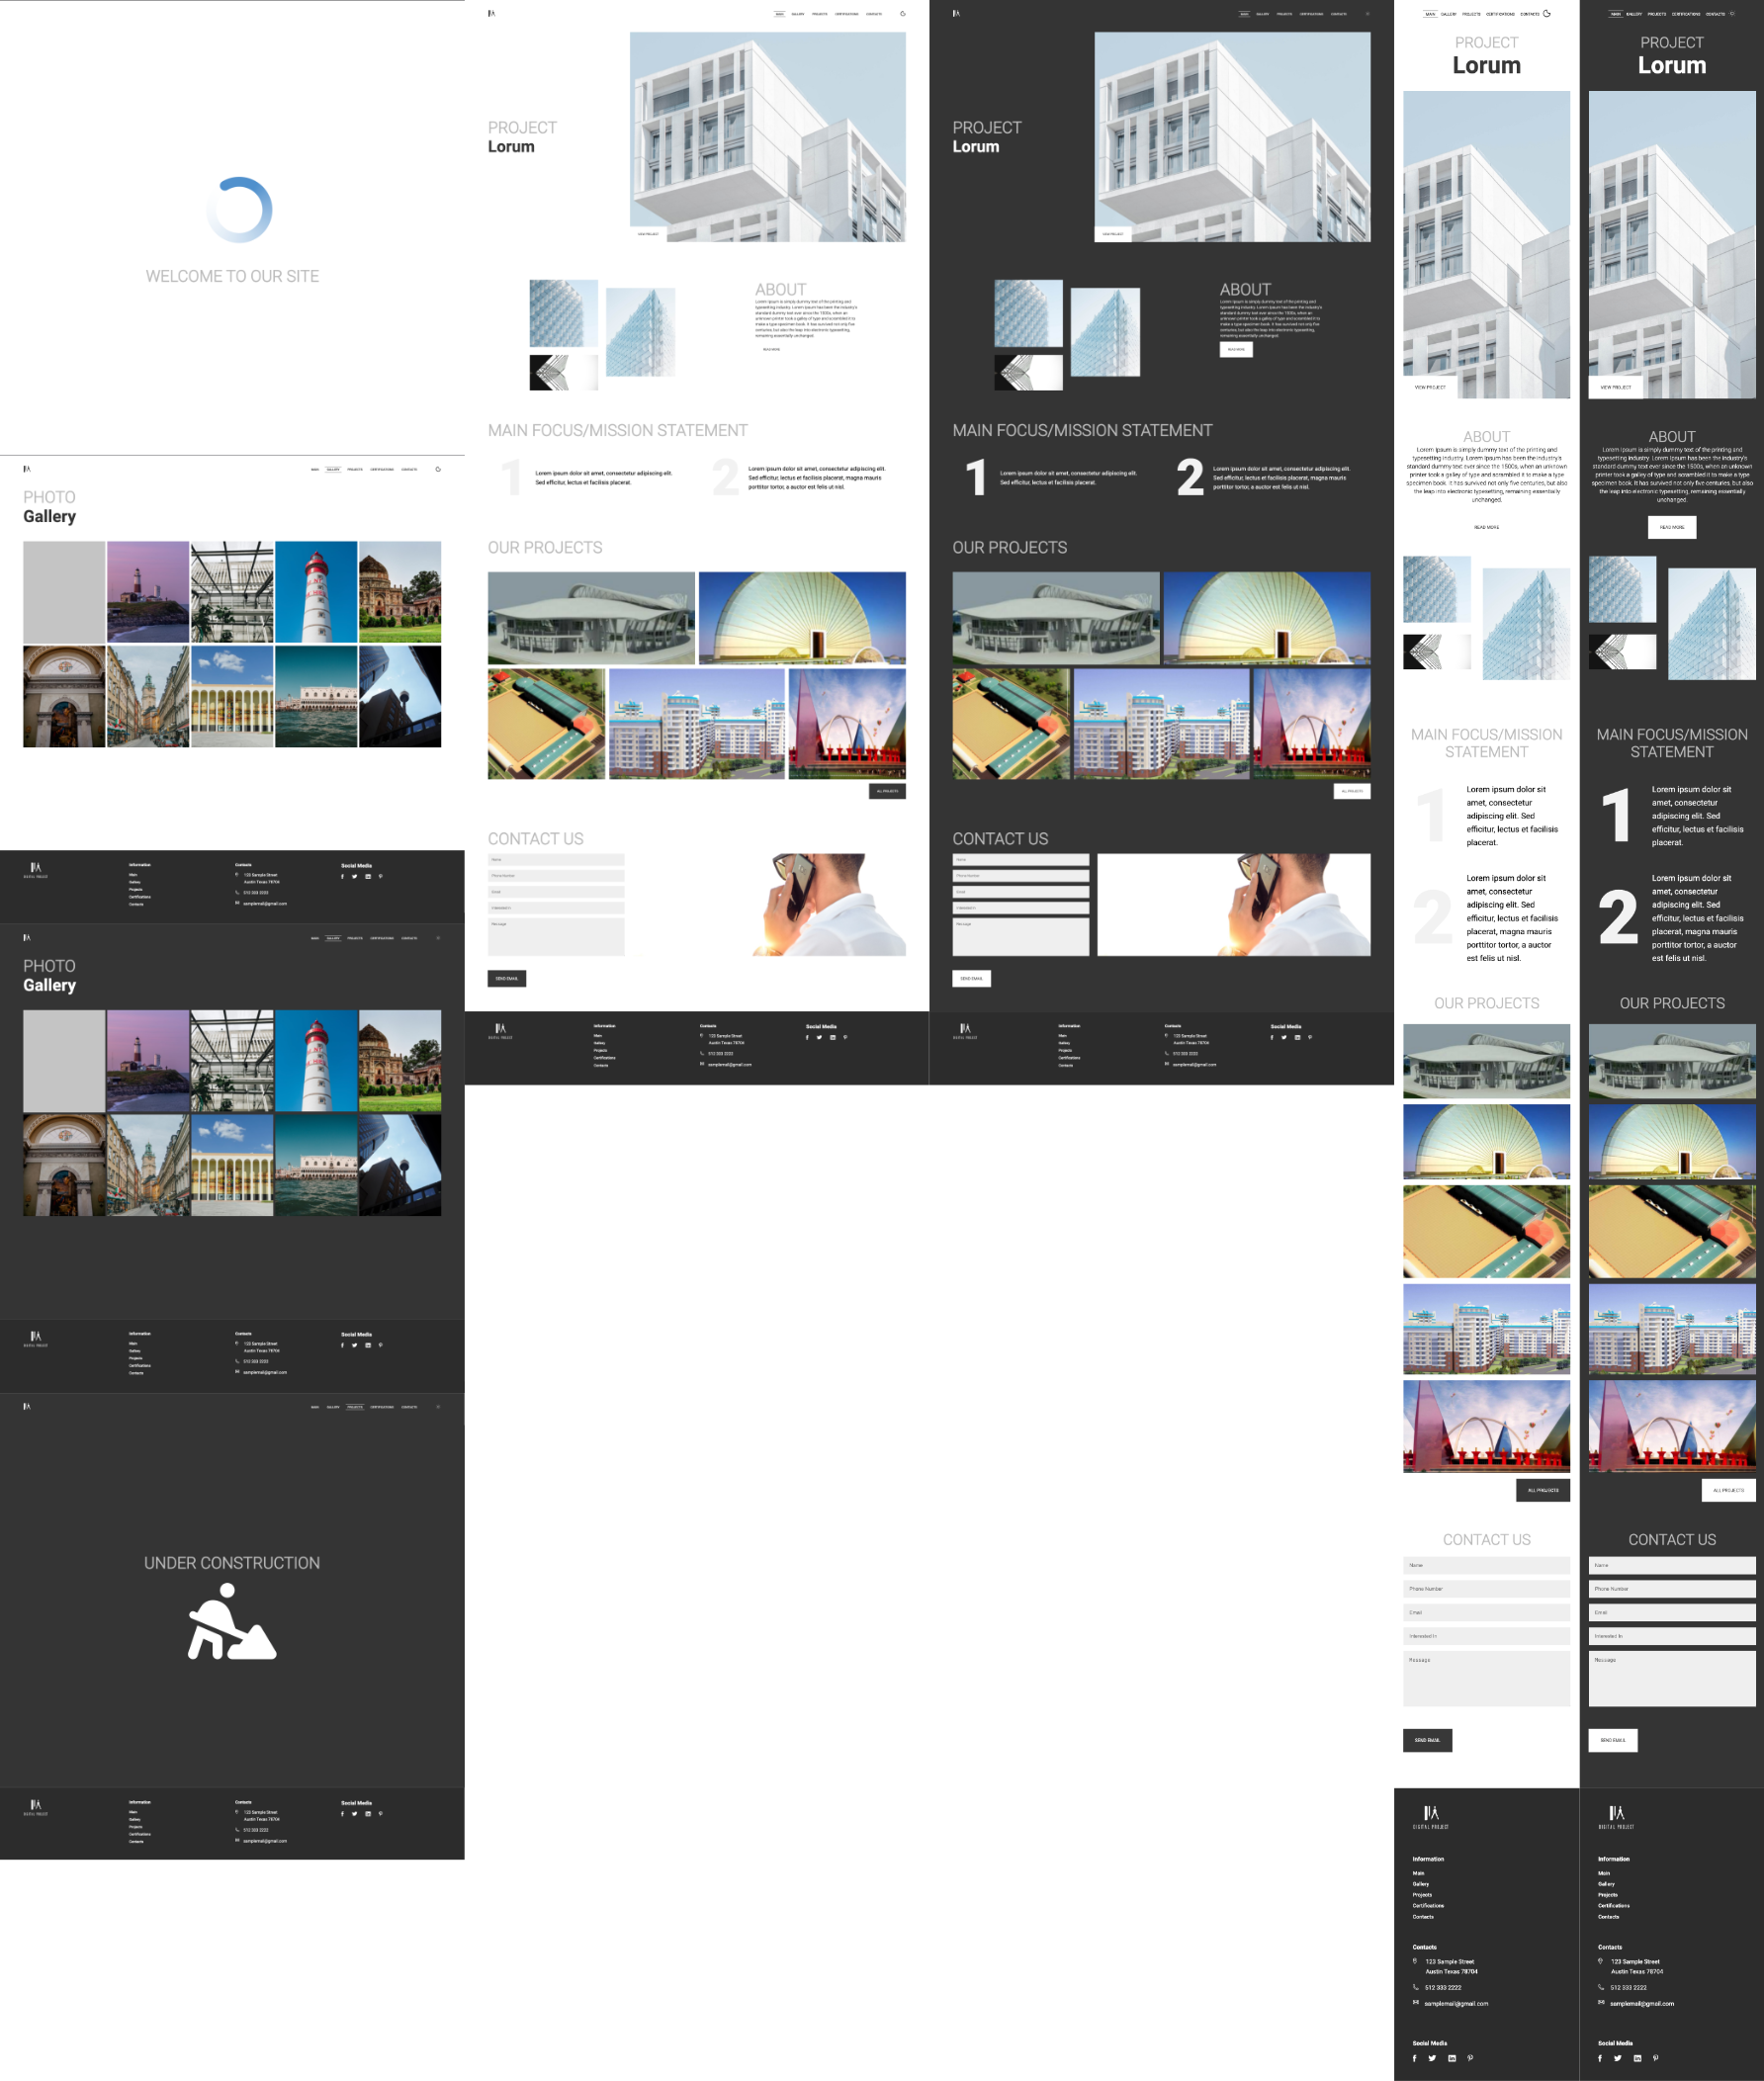 WELCOME TO OUR SITE
MAIN GALLERY PROJECTS CERTIFICATIONS CONTACTS
PHOTO
Gallery
DIGITAL PROJECT
Information
Main
Gallery
Projects
Certifications
Contacts
Contacts
123 Sample Street
Austin Texas 78704
512 333 2222
samplemail@gmail.com
Social Media
MAIN GALLERY PROJECTS CERTIFICATIONS CONTACTS
PHOTO
Gallery
DIGITAL PROJECT
Information
Main
Gallery
Projects
Certifications
Contacts
Contacts
123 Sample Street
Austin Texas 78704
512 333 2222
samplemail@gmail.com
Social Media
MAIN GALLERY PROJECTS CERTIFICATIONS CONTACTS
UNDER CONSTRUCTION
DIGITAL PROJECT
Information
Main
Gallery
Projects
Certifications
Contacts
Contacts
123 Sample Street
Austin Texas 78704
512 333 2222
samplemail@gmail.com
Social Media
MAIN GALLERY PROJECTS CERTIFICATIONS CONTACTS
PROJECT
Lorum
VIEW PROJECT
ABOUT
Lorem Ipsum is simply dummy text of the printing and
typesetting industry. Lorem Ipsum has been the industry's
standard dummy text ever since the 1500s, when an
unknown printer took a galley of type and scrambled it to
make a type specimen book. It has survived not only five
centuries, but also the leap into electronic typesetting,
remaining essentially unchanged.
READ MORE
MAIN FOCUS/MISSION STATEMENT
1
Lorem ipsum dolor sit amet, consectetur adipiscing elit.
Sed efficitur, lectus et facilisis placerat.
2
Lorem ipsum dolor sit amet, consectetur adipiscing elit.
Sed efficitur, lectus et facilisis placerat, magna mauris
porttitor tortor, a auctor est felis ut nisl.
OUR PROJECTS
ALL PROJECTS
CONTACT US
Name
Phone Number
Email
Interested In
Message
SEND EMAIL
DIGITAL PROJECT
Information
Main
Gallery
Projects
Certifications
Contacts
Contacts
123 Sample Street
Austin Texas 78704
512 333 2222
samplemail@gmail.com
Social Media
MAIN GALLERY PROJECTS CERTIFICATIONS CONTACTS
PROJECT
Lorum
VIEW PROJECT
ABOUT
Lorem Ipsum is simply dummy text of the printing and
typesetting industry. Lorem Ipsum has been the industry's
standard dummy text ever since the 1500s, when an
unknown printer took a galley of type and scrambled it to
make a type specimen book. It has survived not only five
centuries, but also the leap into electronic typesetting,
remaining essentially unchanged.
READ MORE
MAIN FOCUS/MISSION STATEMENT
1
Lorem ipsum dolor sit amet, consectetur adipiscing elit.
Sed efficitur, lectus et facilisis placerat.
2
Lorem ipsum dolor sit amet, consectetur adipiscing elit.
Sed efficitur, lectus et facilisis placerat, magna mauris
porttitor tortor, a auctor est felis ut nisl.
OUR PROJECTS
ALL PROJECTS
CONTACT US
Name
Phone Number
Email
Interested In
Message
SEND EMAIL
DIGITAL PROJECT
Information
Main
Gallery
Projects
Certifications
Contacts
Contacts
123 Sample Street
Austin Texas 78704
512 333 2222
samplemail@gmail.com
Social Media
MAIN GALLERY PROJECTS CERTIFICATIONS CONTACTS
PROJECT
Lorum
VIEW PROJECT
ABOUT
Lorem Ipsum is simply dummy text of the printing and
typesetting industry. Lorem Ipsum has been the industry's
standard dummy text ever since the 1500s, when an unknown
printer took a galley of type and scrambled it to make a type
specimen book. It has survived not only five centuries, but also
the leap into electronic typesetting, remaining essentially
unchanged.
READ MORE
MAIN FOCUS/MISSION
STATEMENT
1
Lorem ipsum dolor sit
amet, consectetur
adipiscing elit. Sed
efficitur, lectus et facilisis
placerat.
2
Lorem ipsum dolor sit
amet, consectetur
adipiscing elit. Sed
efficitur, lectus et facilisis
placerat, magna mauris
porttitor tortor, a auctor
est felis ut nisl.
OUR PROJECTS
ALL PROJECTS
CONTACT US
Name
Phone Number
Email
Interested In
Message
SEND EMAIL
DIGITAL PROJECT
Information
Main
Gallery
Projects
Certifications
Contacts
Contacts
123 Sample Street
Austin Texas 78704
512 333 2222
samplemail@gmail.com
Social Media
MAIN GALLERY PROJECTS CERTIFICATIONS CONTACTS
PROJECT
Lorum
VIEW PROJECT
ABOUT
Lorem Ipsum is simply dummy text of the printing and
typesetting industry. Lorem Ipsum has been the industry's
standard dummy text ever since the 1500s, when an unknown
printer took a galley of type and scrambled it to make a type
specimen book. It has survived not only five centuries, but also
the leap into electronic typesetting, remaining essentially
unchanged.
READ MORE
MAIN FOCUS/MISSION
STATEMENT
1
Lorem ipsum dolor sit
amet, consectetur
adipiscing elit. Sed
efficitur, lectus et facilisis
placerat.
2
Lorem ipsum dolor sit
amet, consectetur
adipiscing elit. Sed
efficitur, lectus et facilisis
placerat, magna mauris
porttitor tortor, a auctor
est felis ut nisl.
OUR PROJECTS
ALL PROJECTS
CONTACT US
Name
Phone Number
Email
Interested In
Message
SEND EMAIL
DIGITAL PROJECT
Information
Main
Gallery
Projects
Certifications
Contacts
Contacts
123 Sample Street
Austin Texas 78704
512 333 2222
samplemail@gmail.com
Social Media